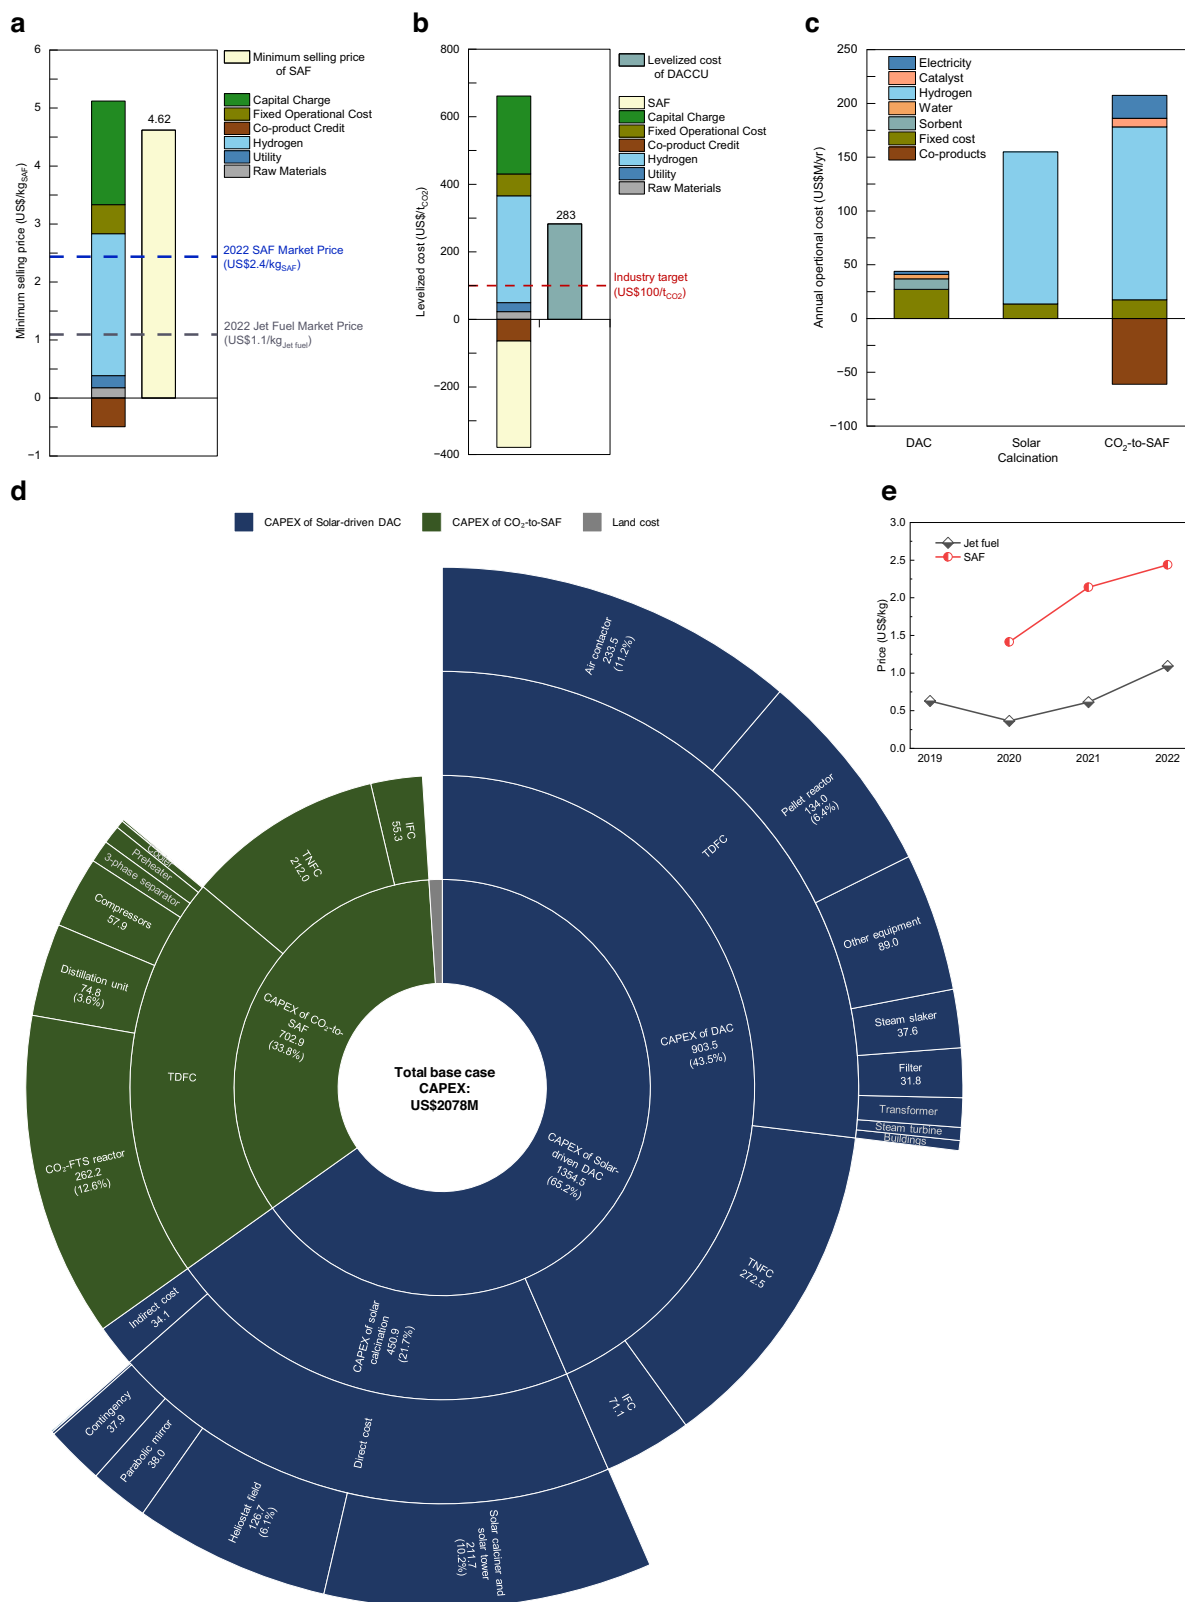 a
6
5
4
3
2
1
0
−1
Minimum selling price (US$/kgSAF)
4.62
Minimum selling price
of SAF
Capital Charge
Fixed Operational Cost
Co-product Credit
Hydrogen
Utility
Raw Materials
2022 SAF Market Price
(US$2.4/kgSAF)
2022 Jet Fuel Market Price
(US$1.1/kgJet fuel)
b
800
600
400
200
0
−200
−400
Levelized cost (US$/tCO2)
283
Levelized cost
of DACCU
SAF
Capital Charge
Fixed Operational Cost
Co-product Credit
Hydrogen
Utility
Raw Materials
Industry target
(US$100/tCO2)
c
250
200
150
100
50
0
−50
−100
Annual opertional cost (US$M/yr)
Electricity
Catalyst
Hydrogen
Water
Sorbent
Fixed cost
Co-products
DAC
Solar
Calcination
CO2-to-SAF
d
CAPEX of Solar-driven DAC
CAPEX of CO2-to-SAF
Land cost
Total base case
CAPEX:
US$2078M
CAPEX of Solar-
driven DAC
1354.5
(65.2%)
CAPEX of DAC
903.5
(43.5%)
TDFC
Air contactor
233.5
(11.2%)
Pellet reactor
134.0
(6.4%)
Other equipment
89.0
Steam slaker
37.6
Filter
31.8
Transformer
Steam turbine
Buildings
TNFC
272.5
IFC
71.1
CAPEX of solar
calcination
450.9
(21.7%)
Direct cost
Solar calciner and
solar tower
211.7
(10.2%)
Heliostat field
126.7
(6.1%)
Parabolic mirror
38.0
Contingency
37.9
Indirect cost
34.1
CAPEX of CO2-to-
SAF
702.9
(33.8%)
TDFC
CO2-FTS reactor
262.2
(12.6%)
Distillation unit
74.8
(3.6%)
Compressors
57.9
3-phase separator
Preheater
Cooler
TNFC
212.0
IFC
55.3
e
3.0
2.5
2.0
1.5
1.0
0.5
0.0
Price (US$/kg)
Jet fuel
SAF
2019
2020
2021
2022